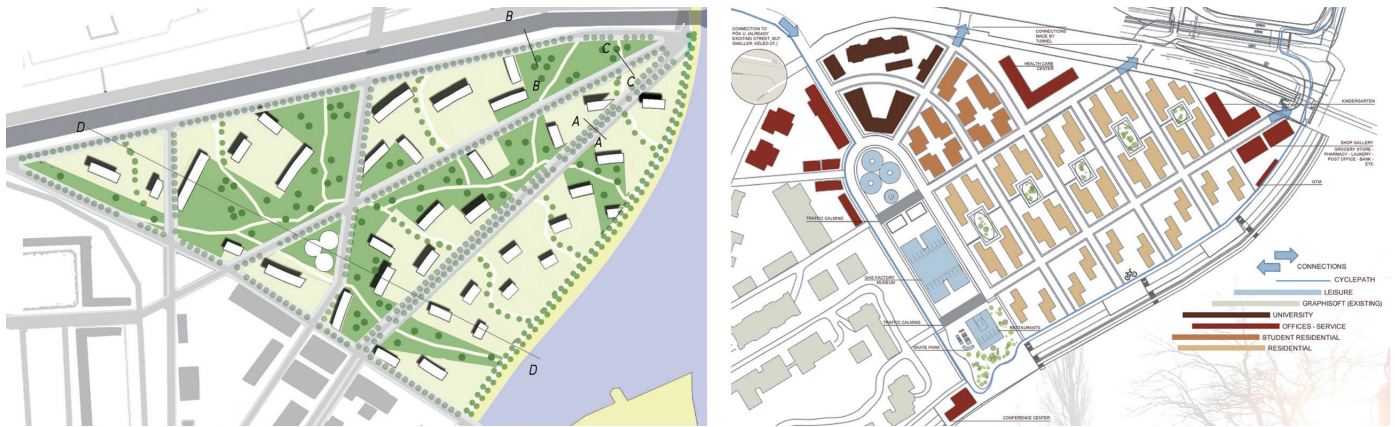 B
C
B
C
A
A
D
D
CONNECTION TO
PÓK U. (ALREADY
EXISTING STREET, BUT
SMALLER: KÉLED ÚT.)
CONNECTIONS
MADE BY
TUNNEL
HEALTH CARE
CENTER
KINDERGARTEN
SHOP GALLERY
GROCERY STORE -
PHARMACY - LAUNDRY -
POST OFFICE - BANK -
ETC
GYM
TRAFFIC CALMING
GAS FACTORY
MUSEUM
TRAFFIC CALMING
RESTAURANTS
SKATE PARK
CONFERENCE CENTER
CONNECTIONS
CYCLEPATH
LEISURE
GRAPHISOFT (EXISTING)
UNIVERSITY
OFFICES - SERVICE
STUDENT RESIDENTIAL
RESIDENTIAL